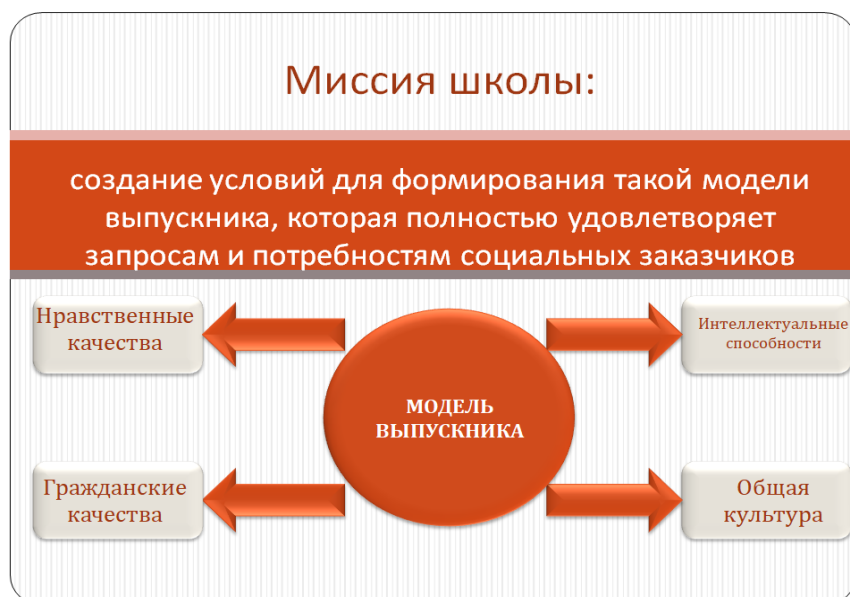 Миссия школы:
создание условий для формирования такой модели
выпускника, которая полностью удовлетворяет
запросам и потребностям социальных заказчиков
Нравственные
качества
Интеллектуальные
способности
МОДЕЛЬ
ВЫПУСКНИКА
Гражданские
качества
Общая
культура